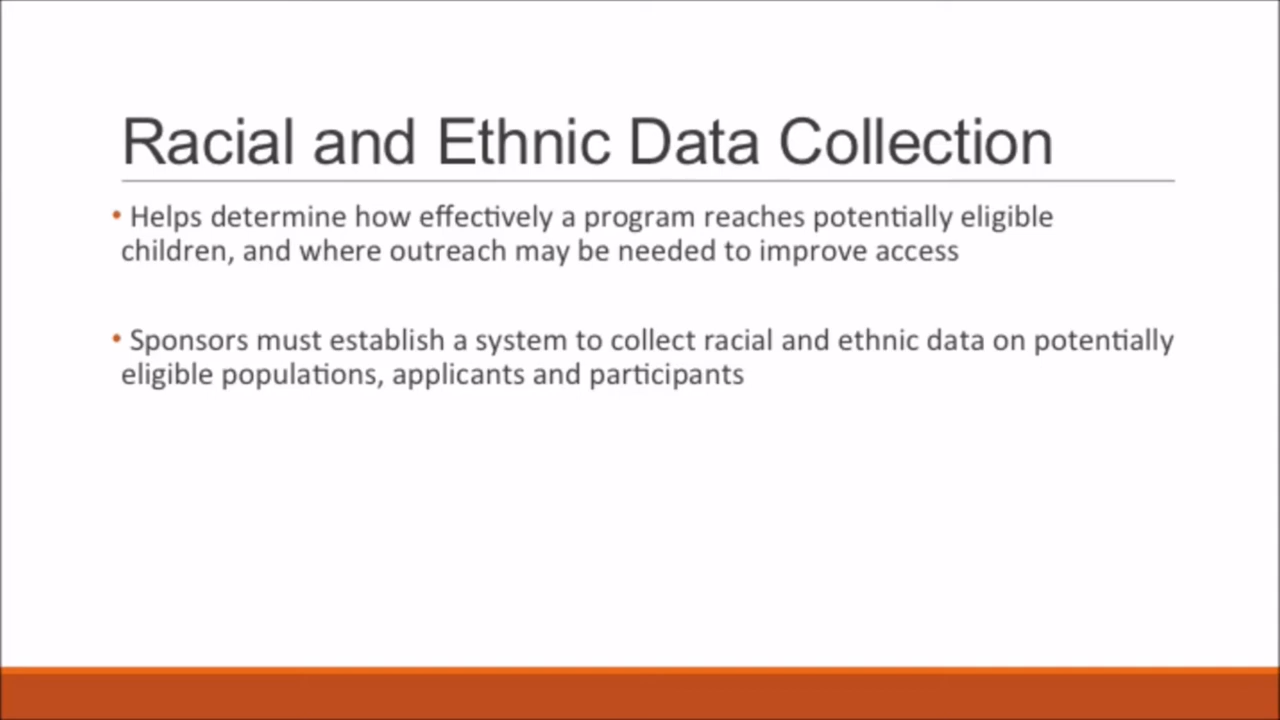 Racial and Ethnic Data Collection
• Helps determine how effectively a program reaches potentially eligible
children, and where outreach may be needed to improve access
• Sponsors must establish a system to collect racial and ethnic data on potentially
eligible populations, applicants and participants